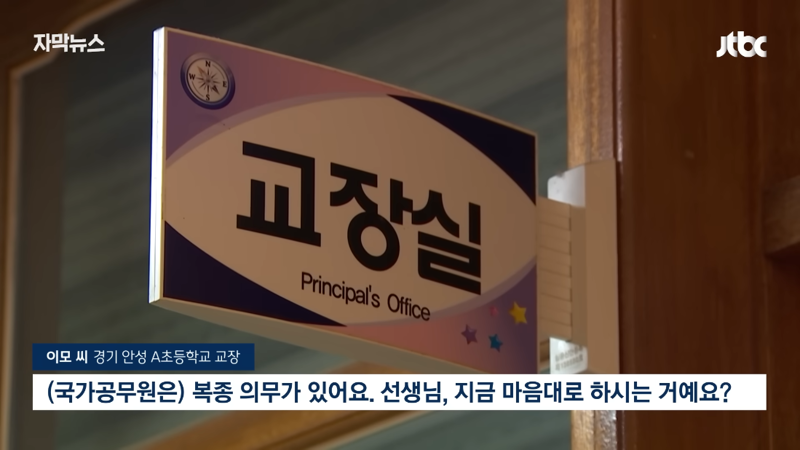 자막뉴스
jtbc
N
W E
S
교장실
Principal's Office
이모 씨 경기 안성 A초등학교 교장
(국가공무원은) 복종 의무가 있어요. 선생님, 지금 마음대로 하시는 거예요?